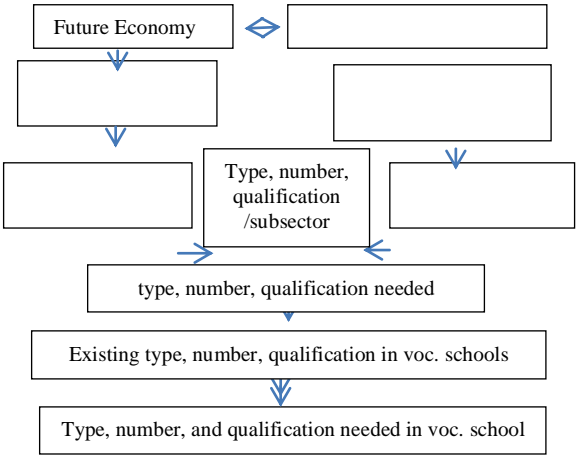 Future Economy
Type, number,
qualification
/subsector
type, number, qualification needed
Existing type, number, qualification in voc. schools
Type, number, and qualification needed in voc. school